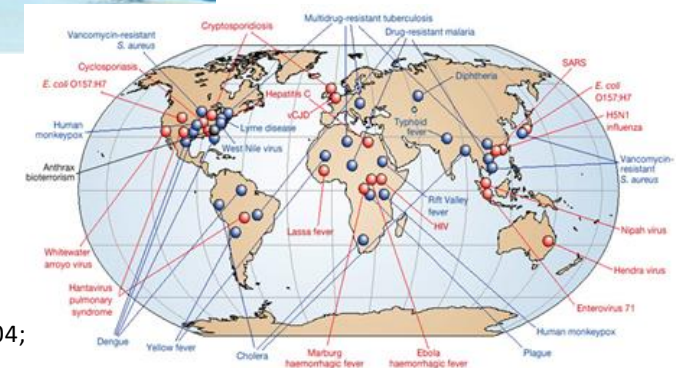 Multidrug-resistant tuberculosis
Cryptosporidiosis
Drug-resistant malaria
Vancomycin-resistant
S. aureus
SARS
Cyclosporiasis
Diphtheria
E. coli O157:H7
E. coli
O157:H7
Hepatitis C
vCJD
H5N1
influenza
Typhoid
fever
Human
monkeypox
Lyme disease
West Nile virus
Vancomycin-
resistant
S. aureus
Anthrax
bioterrorism
Rift Valley
fever
HIV
Lassa fever
Nipah virus
Whitewater
arroyo virus
Hendra virus
Hantavirus
pulmonary
syndrome
Enterovirus 71
04;
Human monkeypox
Dengue
Yellow fever
Cholera
Marburg
haemorrhagic fever
Ebola
haemorrhagic fever
Plague